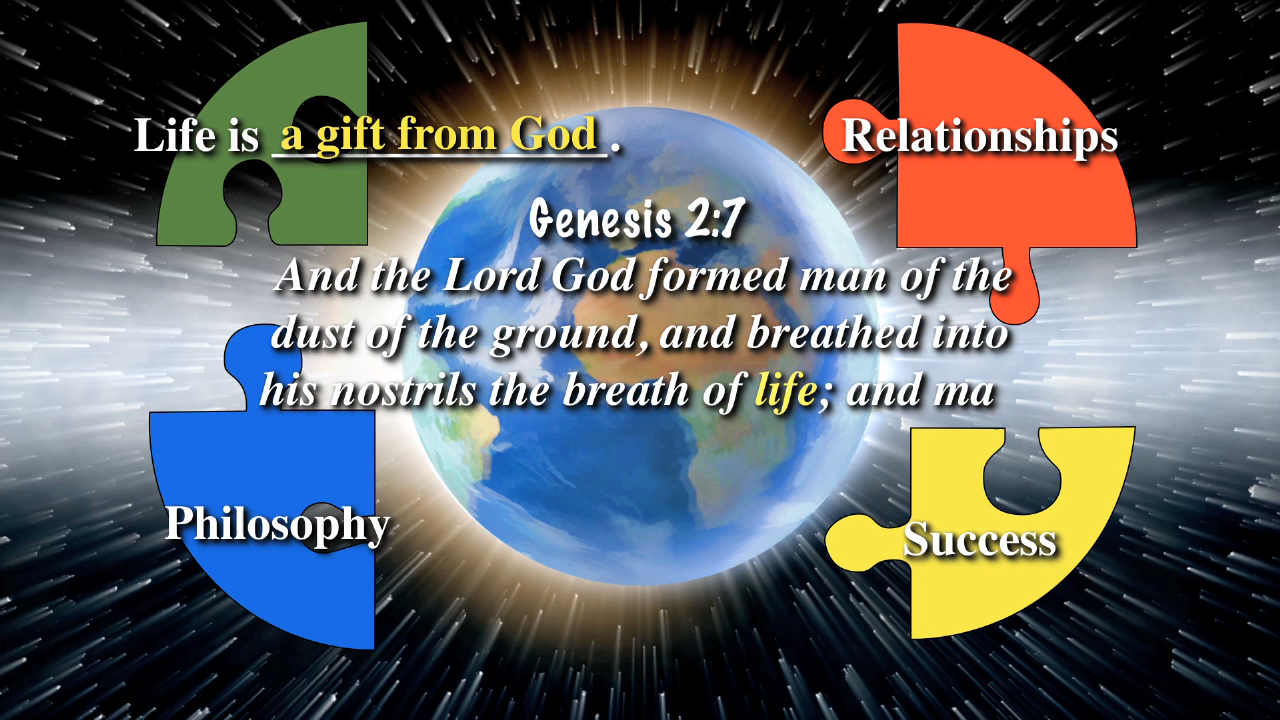 Life is a gift from God.
Relationships
Genesis 2:7
And the Lord God formed man of the
dust of the ground, and breathed into
his nostrils the breath of life; and ma
Philosophy
Success